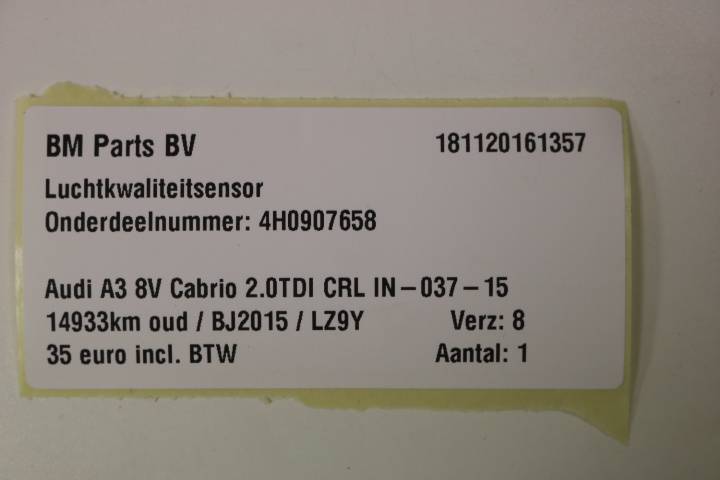 BM Parts BV 181120161357
Luchtkwaliteitsensor
Onderdeelnummer: 4H0907658
Audi A3 8V Cabrio 2.0TDI CRL IN-037-15
14933km oud / BJ2015 / LZ9Y Verz: 8
35 euro incl. BTW Aantal: 1